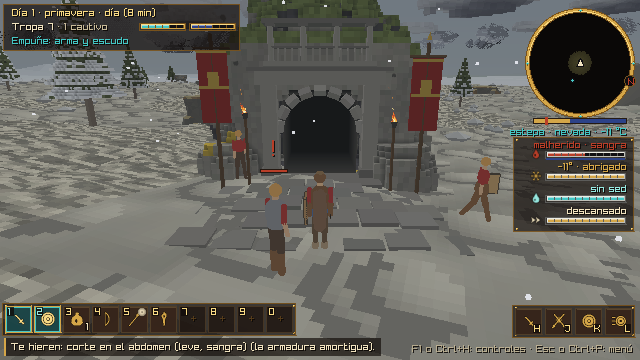 Día 1 · primavera · día (8 min)
Tropa 7 · 1 cautivo
Empuñe: arma y escudo
N
estepa · nevada · -11 °C
malherido · sangra
-11° · abrigado
sin sed
descansado
1 2 3 4 5 6 7 8 9 0
1
H J K L
Te hieren: corte en el abdomen (leve, sangra) (la armadura amortigua).
F1 o Ctrl+H: controles · Esc o Ctrl+P: menú